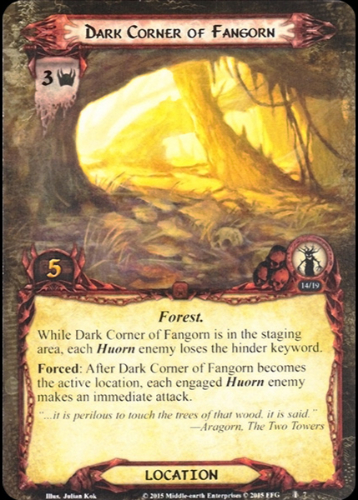 DARK CORNER OF FANGORN
3
5
14/19
Forest.
While Dark Corner of Fangorn is in the staging
area, each Huorn enemy loses the hinder keyword.
Forced: After Dark Corner of Fangorn becomes
the active location, each engaged Huorn enemy
makes an immediate attack.
“...it is perilous to touch the trees of that wood, it is said.”
—Aragorn, The Two Towers
LOCATION
Illus. Julian Kok
© 2015 Middle-earth Enterprises © 2015 FFG